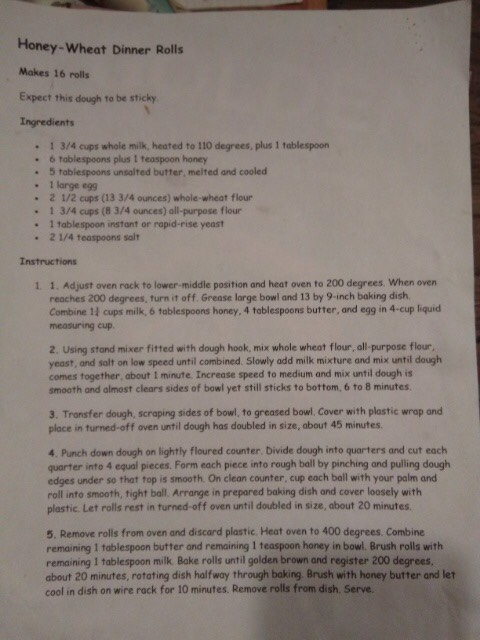 Honey-Wheat Dinner Rolls
Makes 16 rolls
Expect this dough to be sticky.
Ingredients
• 1 3/4 cups whole milk, heated to 110 degrees, plus 1 tablespoon
• 6 tablespoons plus 1 teaspoon honey
• 5 tablespoons unsalted butter, melted and cooled
• 1 large egg
• 2 1/2 cups (13 3/4 ounces) whole-wheat flour
• 1 3/4 cups (8 3/4 ounces) all-purpose flour
• 1 tablespoon instant or rapid-rise yeast
• 2 1/4 teaspoons salt
Instructions
1. 1. Adjust oven rack to lower-middle position and heat oven to 200 degrees. When oven
reaches 200 degrees, turn it off. Grease large bowl and 13 by 9-inch baking dish.
Combine 1¾ cups milk, 6 tablespoons honey, 4 tablespoons butter, and egg in 4-cup liquid
measuring cup.
2. Using stand mixer fitted with dough hook, mix whole wheat flour, all-purpose flour,
yeast, and salt on low speed until combined. Slowly add milk mixture and mix until dough
comes together, about 1 minute. Increase speed to medium and mix until dough is
smooth and almost clears sides of bowl yet still sticks to bottom, 6 to 8 minutes.
3. Transfer dough, scraping sides of bowl, to greased bowl. Cover with plastic wrap and
place in turned-off oven until dough has doubled in size, about 45 minutes.
4. Punch down dough on lightly floured counter. Divide dough into quarters and cut each
quarter into 4 equal pieces. Form each piece into rough ball by pinching and pulling dough
edges under so that top is smooth. On clean counter, cup each ball with your palm and
roll into smooth, tight ball. Arrange in prepared baking dish and cover loosely with
plastic. Let rolls rest in turned-off oven until doubled in size, about 20 minutes.
5. Remove rolls from oven and discard plastic. Heat oven to 400 degrees. Combine
remaining 1 tablespoon butter and remaining 1 teaspoon honey in bowl. Brush rolls with
remaining 1 tablespoon milk. Bake rolls until golden brown and register 200 degrees,
about 20 minutes, rotating dish halfway through baking. Brush with honey butter and let
cool in dish on wire rack for 10 minutes. Remove rolls from dish. Serve.